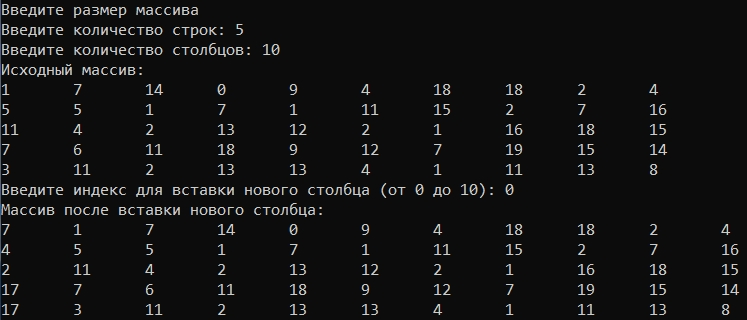 Введите размер массива
Введите количество строк: 5
Введите количество столбцов: 10
Исходный массив:
1 7 14 0 9 4 18 18 2 4
5 5 1 7 1 11 15 2 7 16
11 4 2 13 12 2 1 16 18 15
7 6 11 18 9 12 7 19 15 14
3 11 2 13 13 4 1 11 13 8
Введите индекс для вставки нового столбца (от 0 до 10): 0
Массив после вставки нового столбца:
7 1 7 14 0 9 4 18 18 2 4
4 5 5 1 7 1 11 15 2 7 16
2 11 4 2 13 12 2 1 16 18 15
17 7 6 11 18 9 12 7 19 15 14
17 3 11 2 13 13 4 1 11 13 8